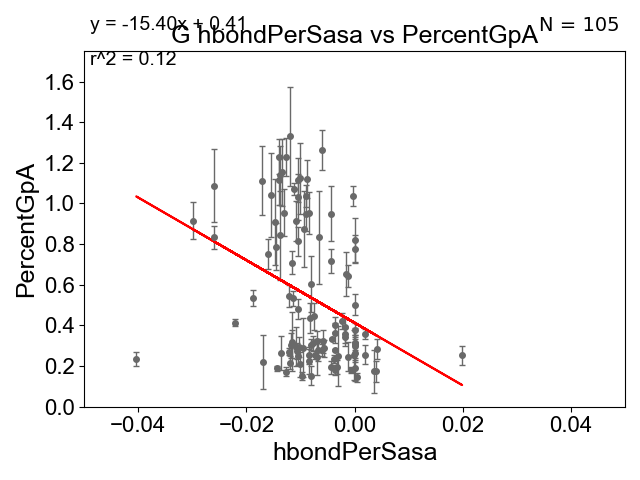 y = -15.40x + 0.41
N = 105
G hbondPerSasa vs PercentGpA
r^2 = 0.12
PercentGpA
1.6
1.4
1.2
1.0
0.8
0.6
0.4
0.2
0.0
−0.04 −0.02 0.00 0.02 0.04
hbondPerSasa